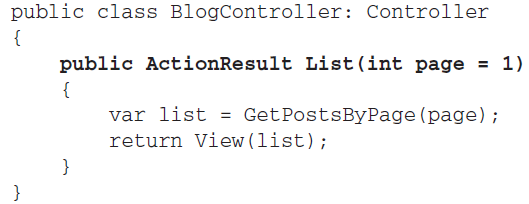 public class BlogController: Controller
{
    public ActionResult List(int page = 1)
    {
        var list = GetPostsByPage(page);
        return View(list);
    }
}